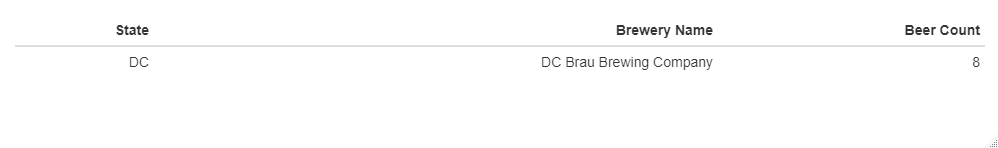 State Brewery Name Beer Count
DC DC Brau Brewing Company 8